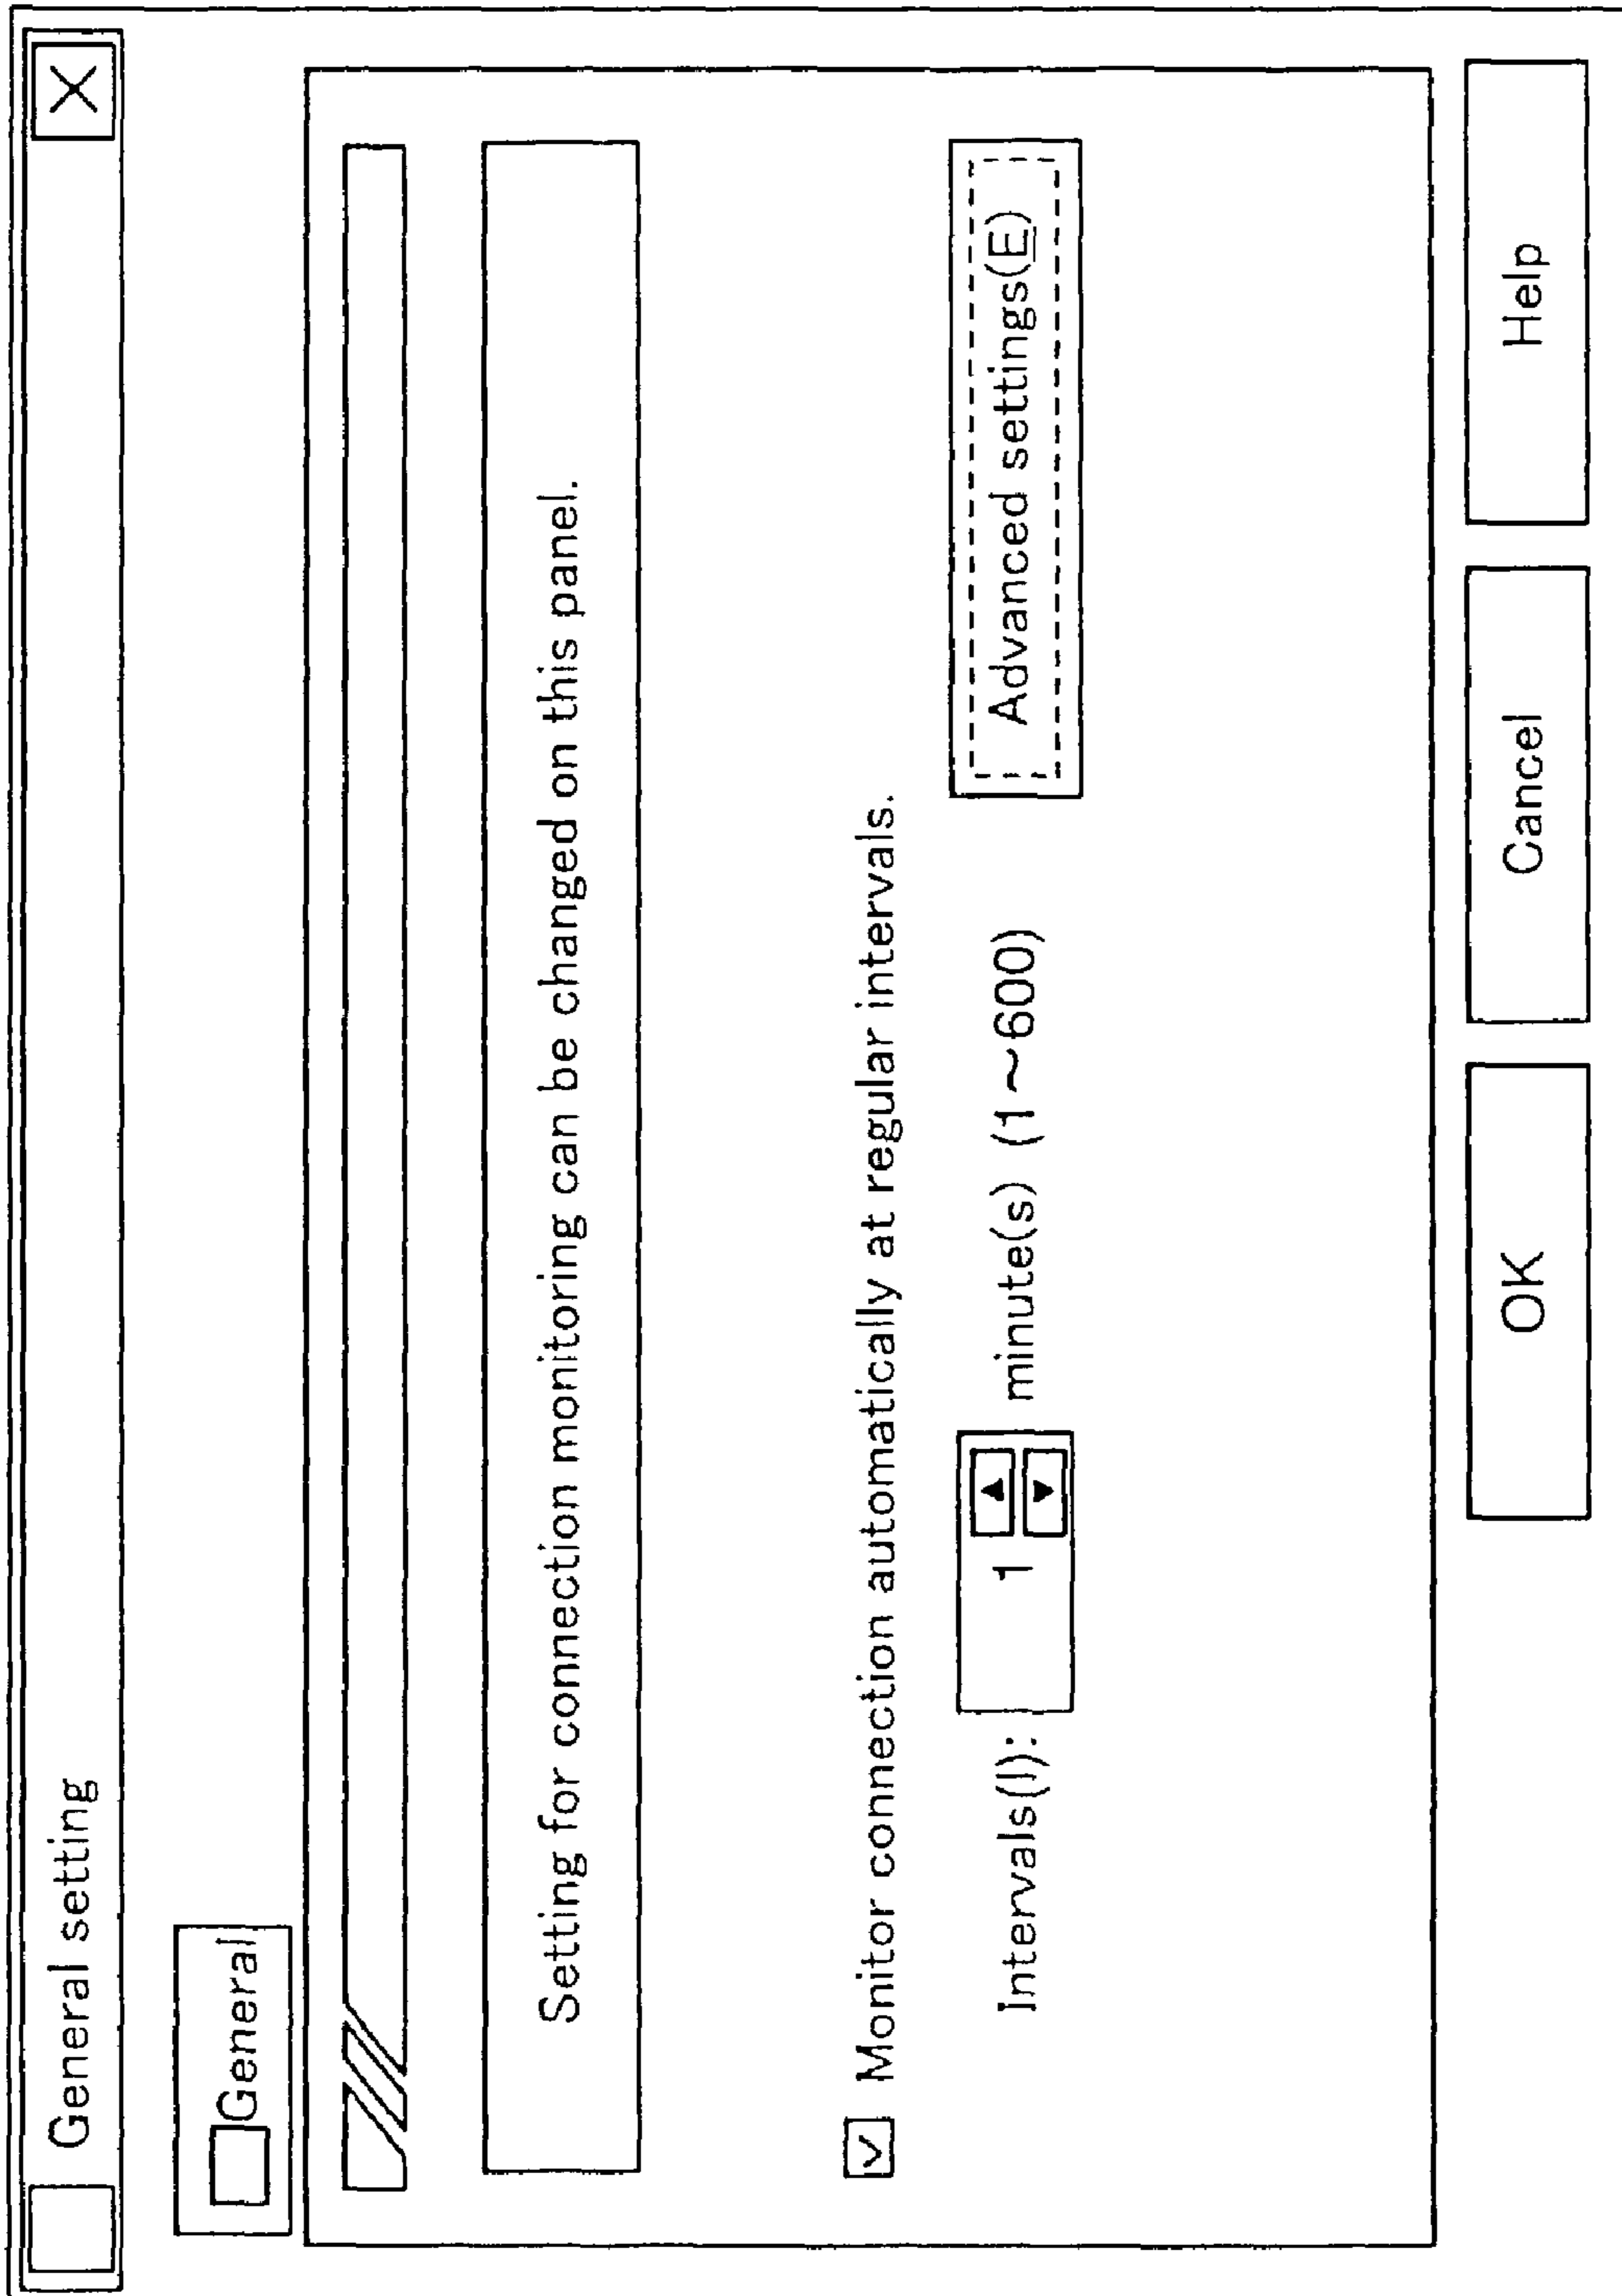 General setting
General
Setting for connection monitoring can be changed on this panel.
Monitor connection automatically at regular intervals.
Intervals(I): 1 minute(s) (1～600) Advanced settings(E)
OK Cancel Help